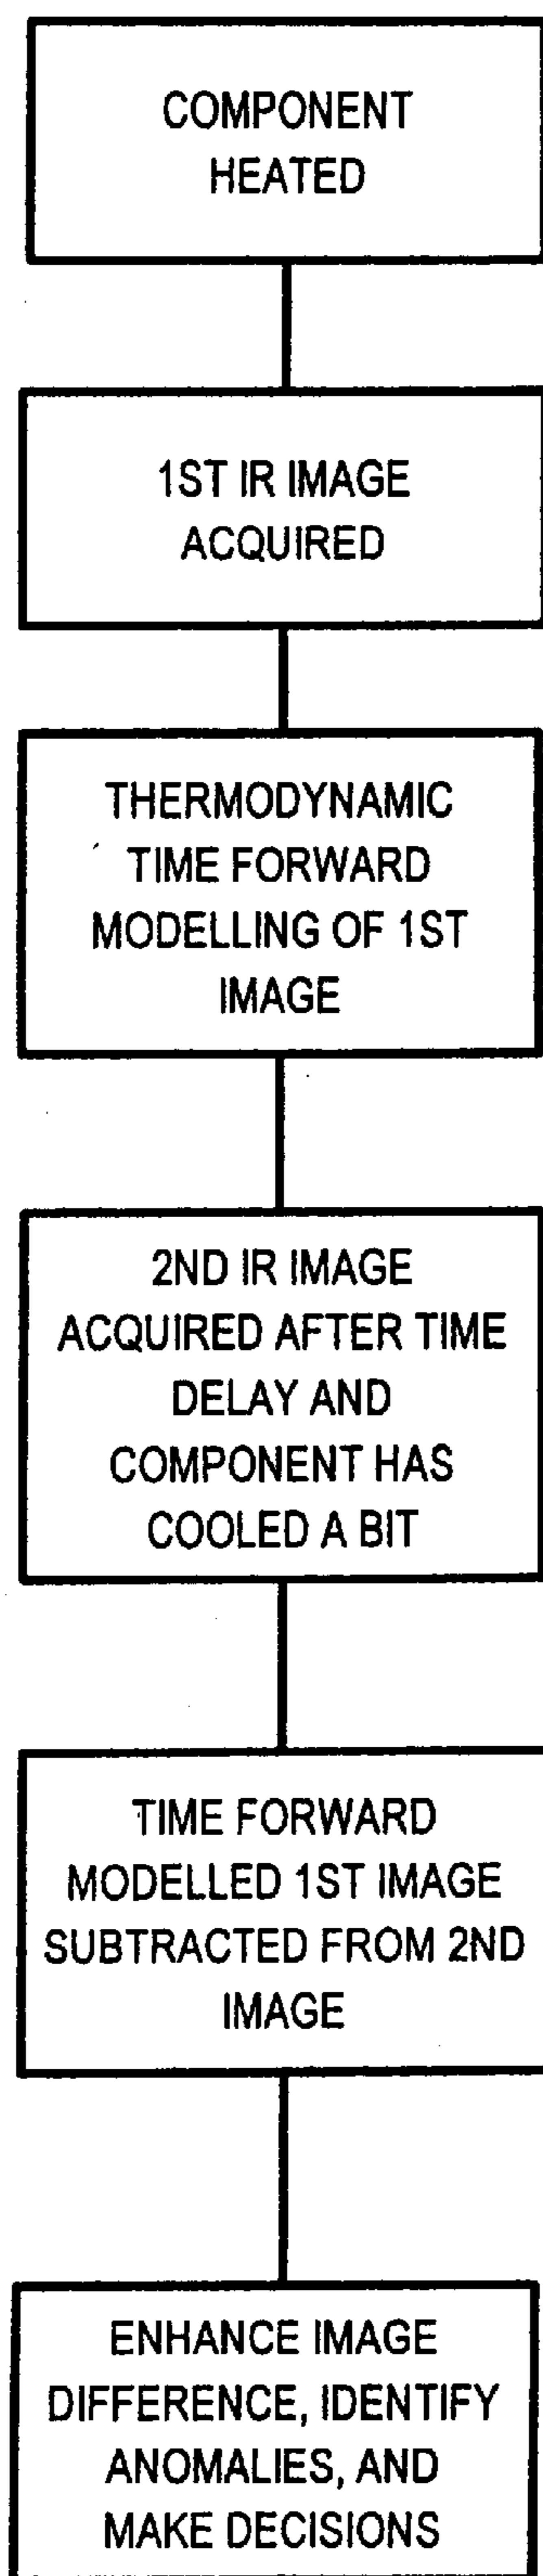 COMPONENT
HEATED
1ST IR IMAGE
ACQUIRED
THERMODYNAMIC
TIME FORWARD
MODELLING OF 1ST
IMAGE
2ND IR IMAGE
ACQUIRED AFTER TIME
DELAY AND
COMPONENT HAS
COOLED A BIT
TIME FORWARD
MODELLED 1ST IMAGE
SUBTRACTED FROM 2ND
IMAGE
ENHANCE IMAGE
DIFFERENCE, IDENTIFY
ANOMALIES, AND
MAKE DECISIONS